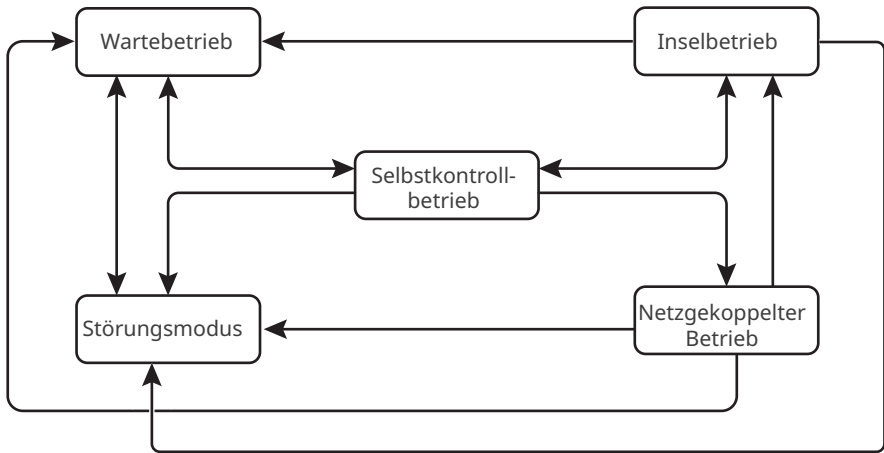 Wartebetrieb
Inselbetrieb
Selbstkontroll-
betrieb
Störungsmodus
Netzgekoppelter
Betrieb